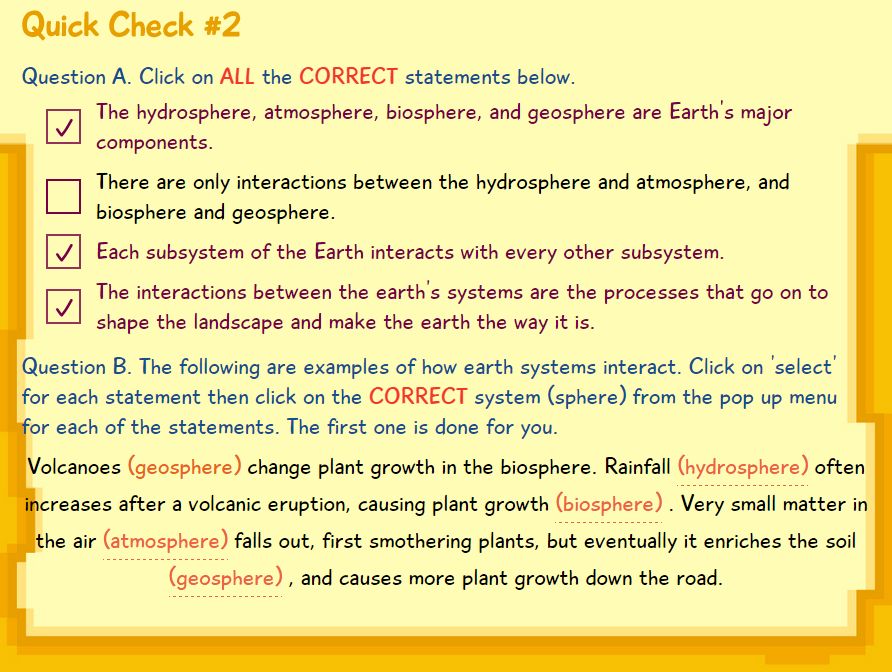 Quick Check #2
Question A. Click on ALL the CORRECT statements below.
The hydrosphere, atmosphere, biosphere, and geosphere are Earth's major
components.
There are only interactions between the hydrosphere and atmosphere, and
biosphere and geosphere.
Each subsystem of the Earth interacts with every other subsystem.
The interactions between the earth's systems are the processes that go on to
shape the landscape and make the earth the way it is.
Question B. The following are examples of how earth systems interact. Click on 'select'
for each statement then click on the CORRECT system (sphere) from the pop up menu
for each of the statements. The first one is done for you.
Volcanoes (geosphere) change plant growth in the biosphere. Rainfall (hydrosphere) often
increases after a volcanic eruption, causing plant growth (biosphere) . Very small matter in
the air (atmosphere) falls out, first smothering plants, but eventually it enriches the soil
(geosphere) , and causes more plant growth down the road.